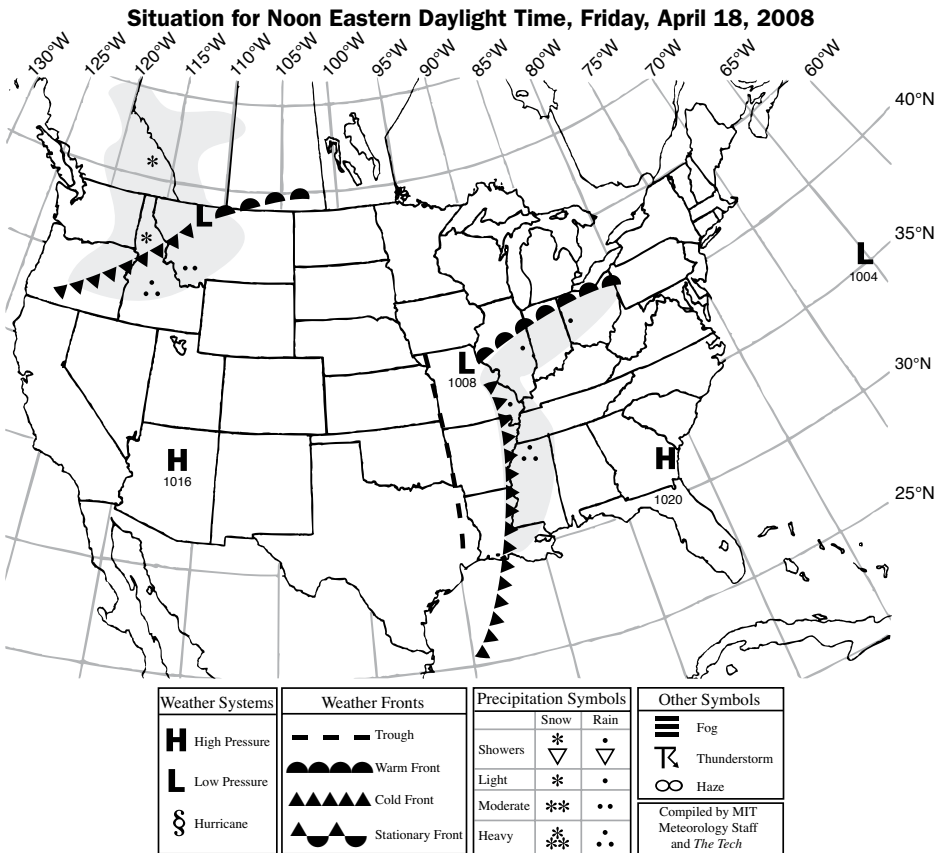 Situation for Noon Eastern Daylight Time, Friday, April 18, 2008
130°W 125°W 120°W 115°W 110°W 105°W 100°W 95°W 90°W 85°W 80°W 75°W 70°W 65°W 60°W
40°N
L
35°N
L
1004
30°N
L
1008
H
1016
H
1020
25°N
Weather Systems
H High Pressure
L Low Pressure
§ Hurricane
Weather Fronts
Trough
Warm Front
Cold Front
Stationary Front
Precipitation Symbols
Snow Rain
Showers
Light
Moderate
Heavy
Other Symbols
Fog
Thunderstorm
Haze
Compiled by MIT
Meteorology Staff
and The Tech